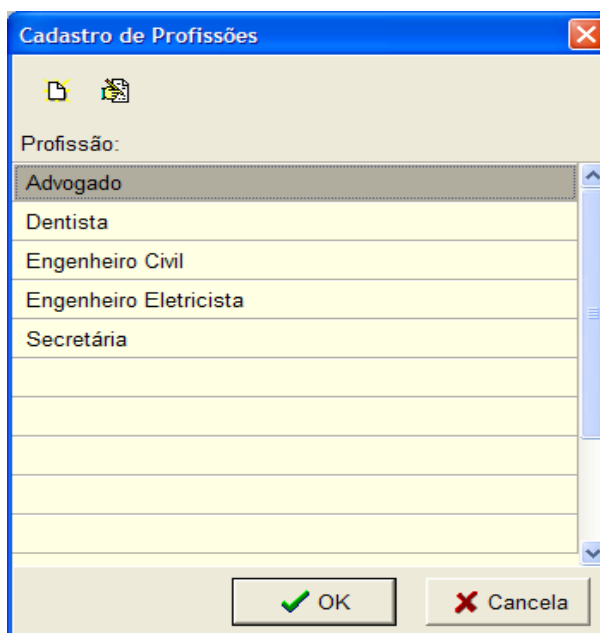 Cadastro de Profissões
Profissão:
Advogado
Dentista
Engenheiro Civil
Engenheiro Eletricista
Secretária
OK
Cancela